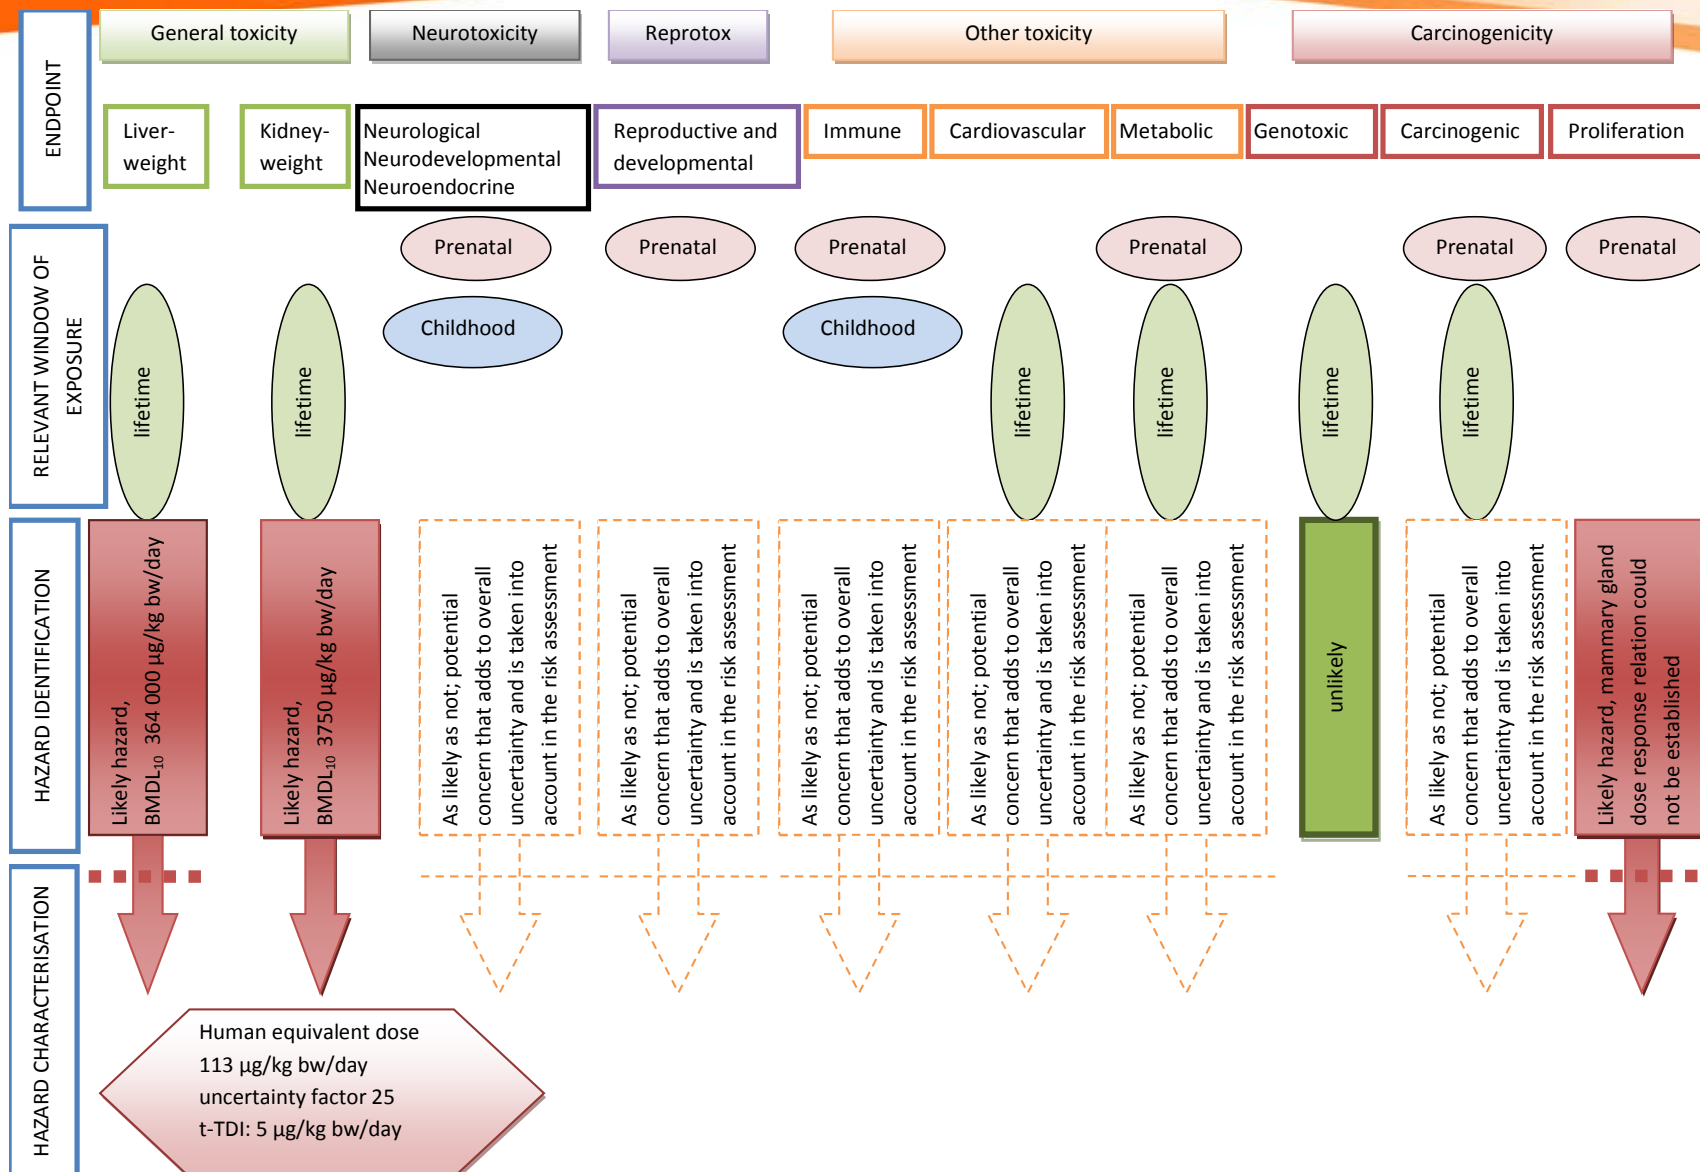 General toxicity
Neurotoxicity
Reprotox
Other toxicity
Carcinogenicity
ENDPOINT
Liver-
weight
Kidney-
weight
Neurological
Neurodevelopmental
Neuroendocrine
Reproductive and
developmental
Immune
Cardiovascular
Metabolic
Genotoxic
Carcinogenic
Proliferation
RELEVANT WINDOW OF
EXPOSURE
Prenatal
Prenatal
Prenatal
Prenatal
Prenatal
Prenatal
Childhood
Childhood
lifetime
lifetime
lifetime
lifetime
lifetime
lifetime
HAZARD IDENTIFICATION
Likely hazard,
BMDL₁₀ 364 000 µg/kg bw/day
Likely hazard,
BMDL₁₀ 3750 µg/kg bw/day
As likely as not; potential
concern that adds to overall
uncertainty and is taken into
account in the risk assessment
As likely as not; potential
concern that adds to overall
uncertainty and is taken into
account in the risk assessment
As likely as not; potential
concern that adds to overall
uncertainty and is taken into
account in the risk assessment
As likely as not; potential
concern that adds to overall
uncertainty and is taken into
account in the risk assessment
As likely as not; potential
concern that adds to overall
uncertainty and is taken into
account in the risk assessment
unlikely
As likely as not; potential
concern that adds to overall
uncertainty and is taken into
account in the risk assessment
Likely hazard, mammary gland
dose response relation could
not be established
HAZARD CHARACTERISATION
Human equivalent dose
113 µg/kg bw/day
uncertainty factor 25
t-TDI: 5 µg/kg bw/day